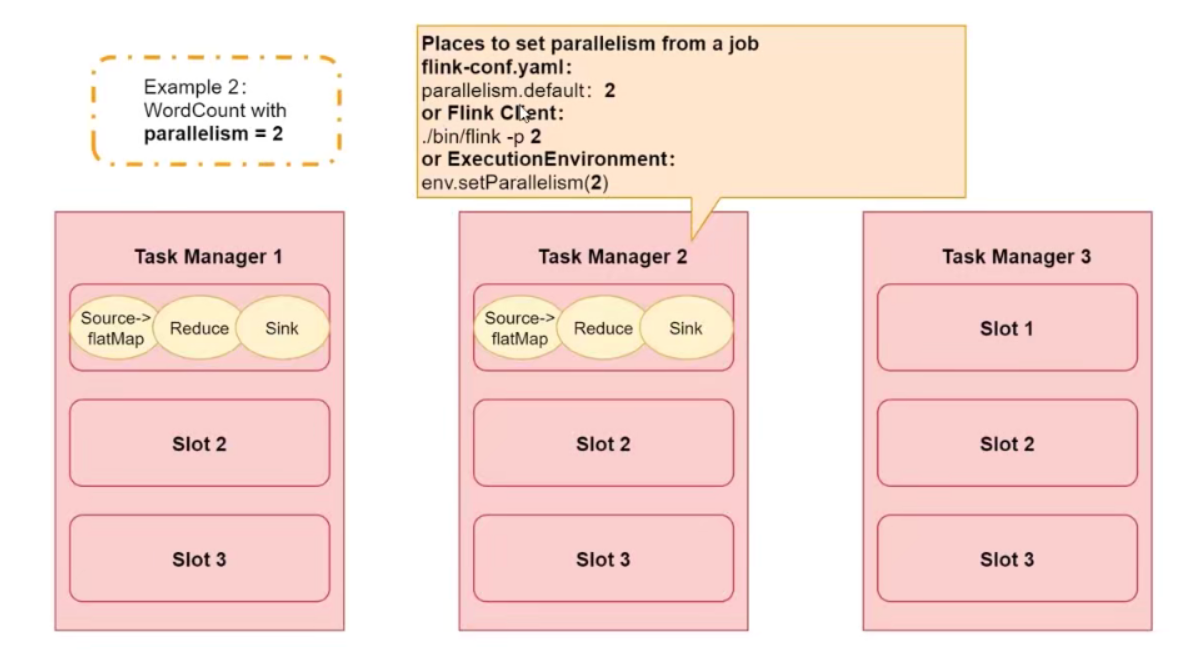 Example 2:
WordCount with
parallelism = 2
Places to set parallelism from a job
flink-conf.yaml:
parallelism.default: 2
or Flink Client:
./bin/flink -p 2
or ExecutionEnvironment:
env.setParallelism(2)
Task Manager 1
Source->
flatMap
Reduce
Sink
Slot 2
Slot 3
Task Manager 2
Source->
flatMap
Reduce
Sink
Slot 2
Slot 3
Task Manager 3
Slot 1
Slot 2
Slot 3